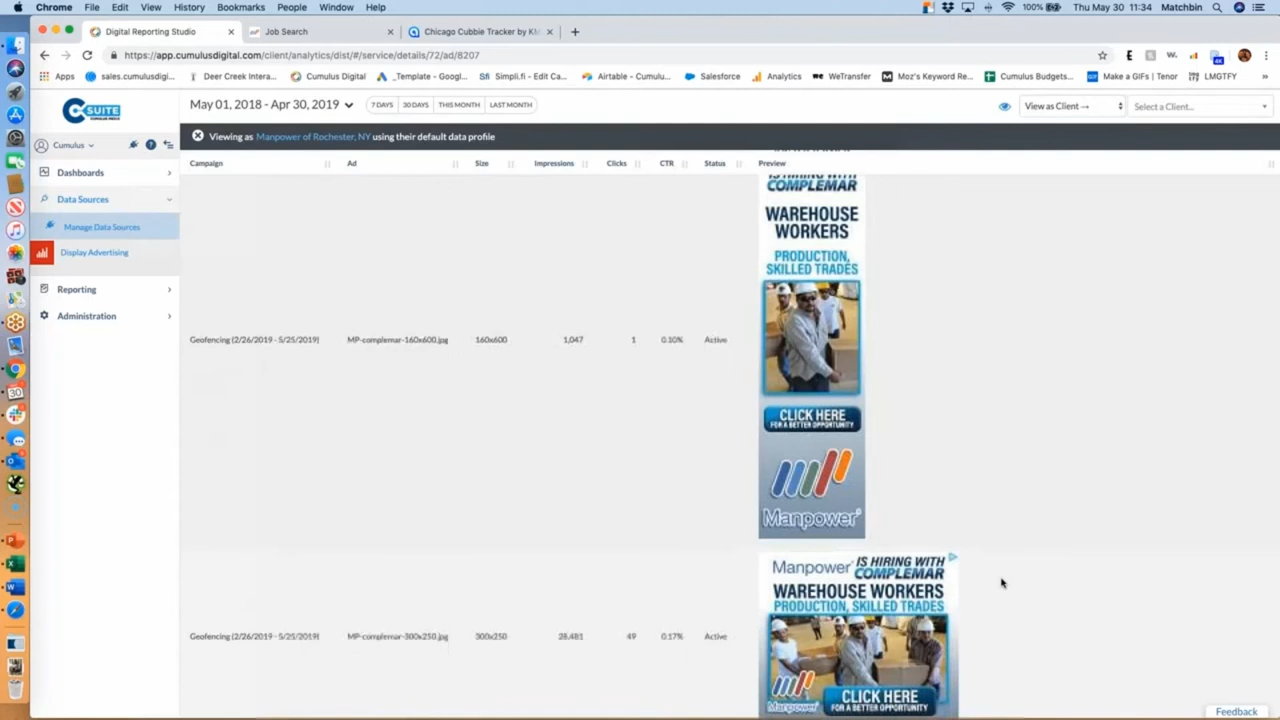 Chrome File Edit View History Bookmarks People Window Help 100% Thu May 30 11:34 Matchbin
Digital Reporting Studio
Job Search
Chicago Cubbie Tracker by KM
https://app.cumulusdigital.com/client/analytics/dist/#/service/details/72/ad/8207
Apps sales.cumulusdigi... Deer Creek Intera... Cumulus Digital _Template - Googl... Simpli.fi - Edit Ca... Airtable - Cumulu... Salesforce Analytics WeTransfer Moz's Keyword Re... Cumulus Budgets... Make a GIFs | Tenor LMGTFY »
C SUITE
CUMULUS MEDIA
May 01, 2018 - Apr 30, 2019
7 DAYS 30 DAYS THIS MONTH LAST MONTH
View as Client →
Select a Client...
Cumulus
Viewing as Manpower of Rochester, NY using their default data profile
Dashboards
Data Sources
Manage Data Sources
Display Advertising
Reporting
Administration
Campaign Ad Size Impressions Clicks CTR Status Preview
IS HIRING WITH
COMPLEMAR
WAREHOUSE
WORKERS
PRODUCTION,
SKILLED TRADES
Geofencing (2/26/2019 - 5/25/2019) MP-complemar-160x600.jpg 160x600 1,047 1 0.10% Active
CLICK HERE
FOR A BETTER OPPORTUNITY
Manpower®
Geofencing (2/26/2019 - 5/25/2019) MP-complemar-300x250.jpg 300x250 28,481 49 0.17% Active
Manpower® IS HIRING WITH
COMPLEMAR
WAREHOUSE WORKERS
PRODUCTION, SKILLED TRADES
CLICK HERE
FOR A BETTER OPPORTUNITY
Manpower®
Feedback